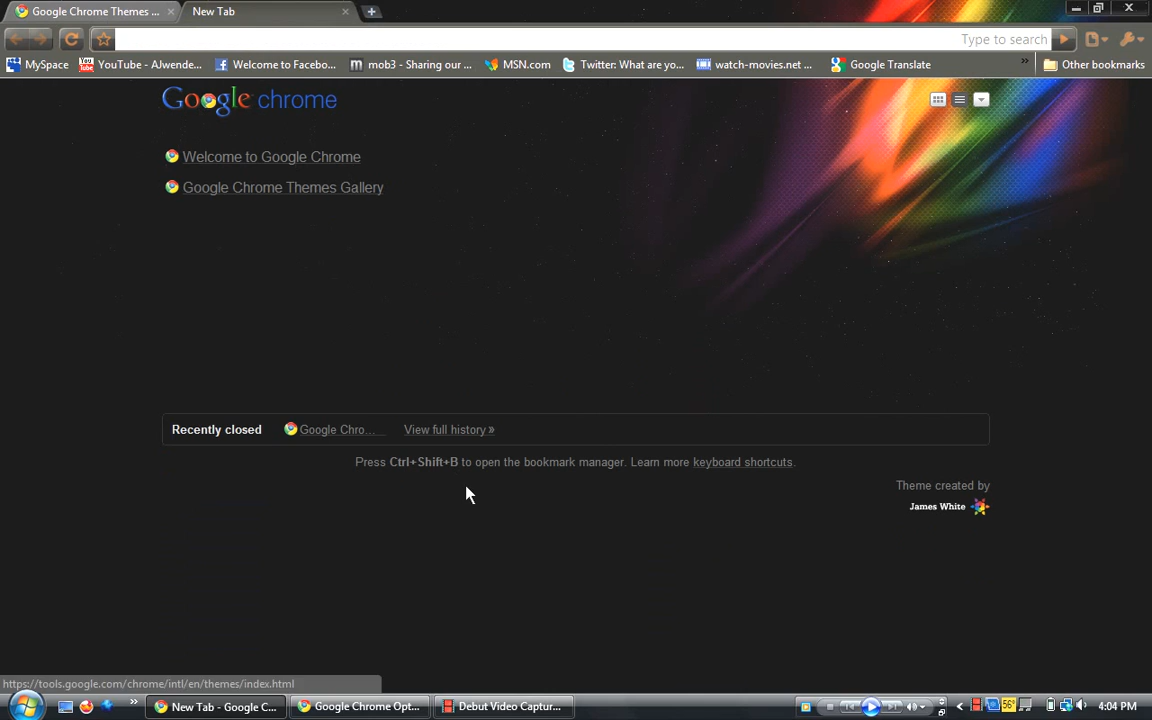 Google Chrome Themes ...
New Tab
Type to search
MySpace
YouTube - AJwende...
Welcome to Facebo...
mob3 - Sharing our ...
MSN.com
Twitter: What are yo...
watch-movies.net ...
Google Translate
»
Other bookmarks
Google chrome
Welcome to Google Chrome
Google Chrome Themes Gallery
Recently closed
Google Chro...
View full history»
Press Ctrl+Shift+B to open the bookmark manager. Learn more keyboard shortcuts.
Theme created by
James White
https://tools.google.com/chrome/intl/en/themes/index.html
»
New Tab - Google C...
Google Chrome Opt...
Debut Video Captur...
56°
4:04 PM